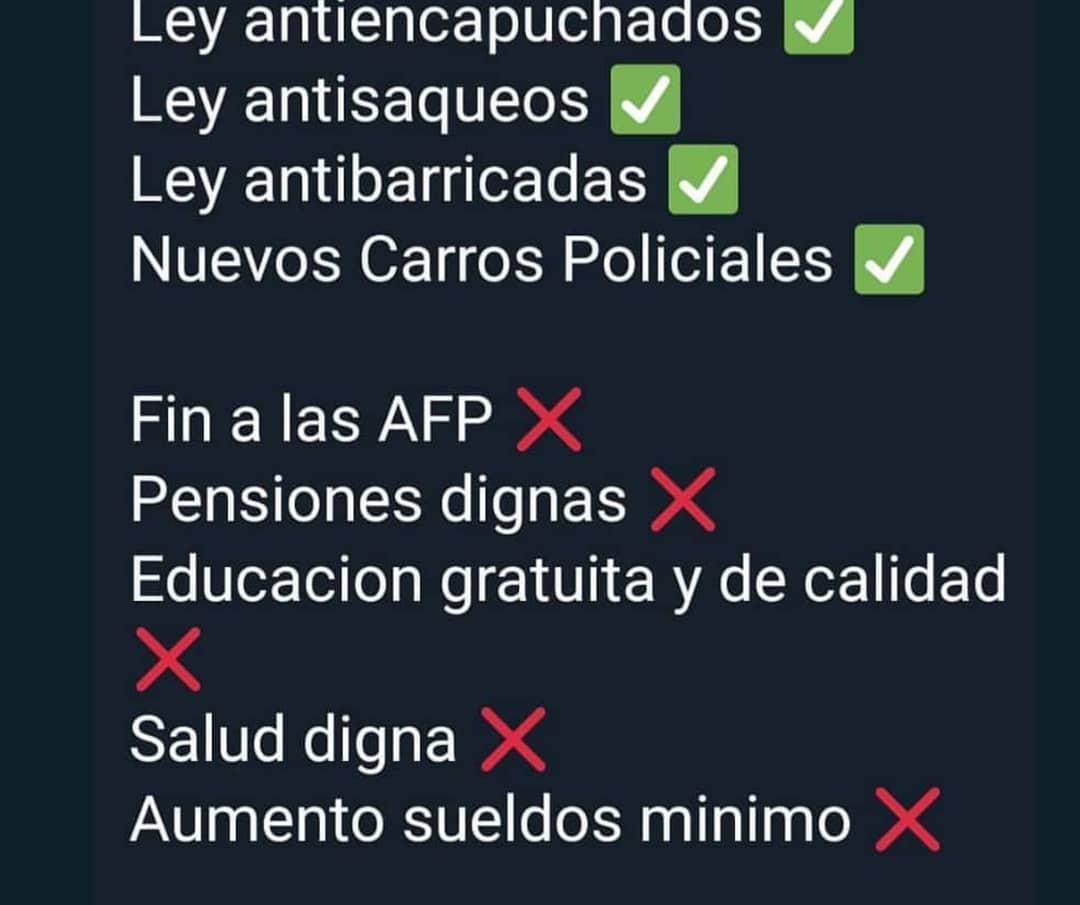 Ley antiencapuchados ✅
Ley antisaqueos ✅
Ley antibarricadas ✅
Nuevos Carros Policiales ✅
Fin a las AFP ❌
Pensiones dignas ❌
Educacion gratuita y de calidad
❌
Salud digna ❌
Aumento sueldos minimo ❌